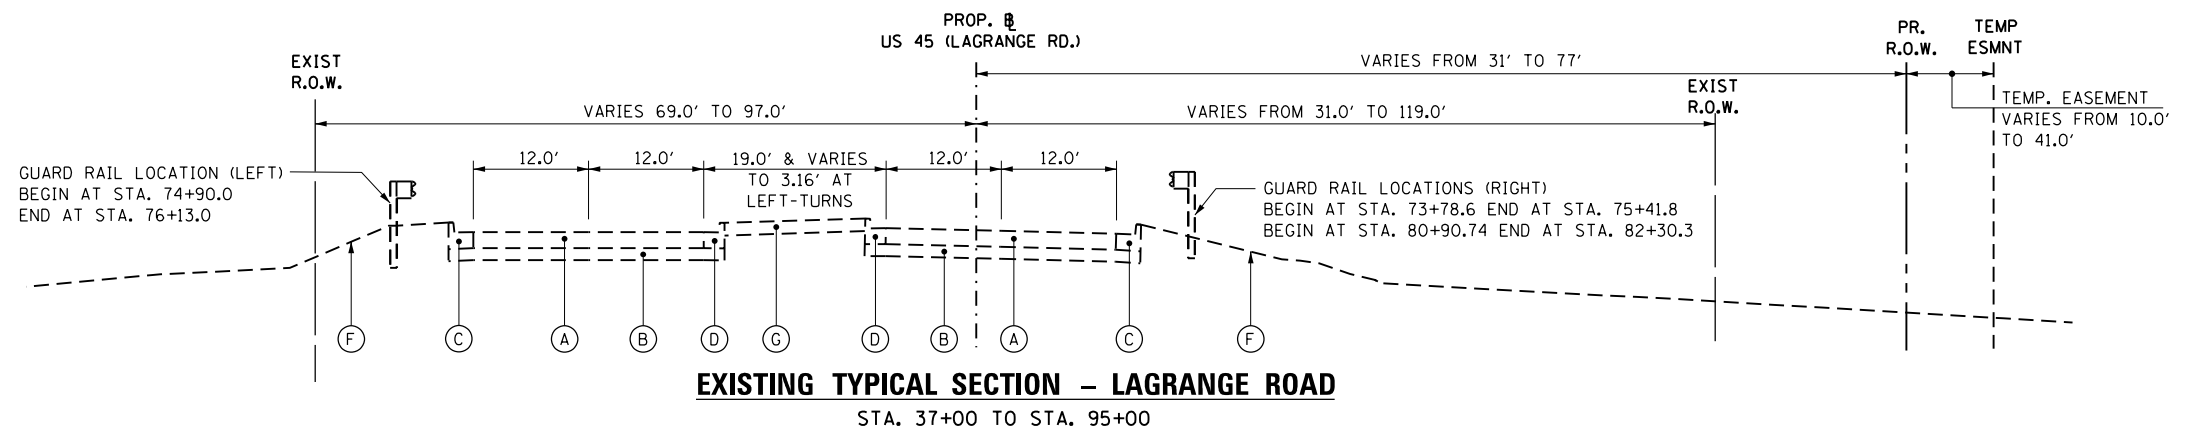 PROP. B̵L
US 45 (LAGRANGE RD.)
PR.
R.O.W.
TEMP
ESMNT
EXIST
R.O.W.
VARIES FROM 31' TO 77'
EXIST
R.O.W.
VARIES 69.0' TO 97.0'
VARIES FROM 31.0' TO 119.0'
TEMP. EASEMENT
VARIES FROM 10.0'
TO 41.0'
GUARD RAIL LOCATION (LEFT)
BEGIN AT STA. 74+90.0
END AT STA. 76+13.0
12.0'
12.0'
19.0' & VARIES
TO 3.16' AT
LEFT-TURNS
12.0'
12.0'
GUARD RAIL LOCATIONS (RIGHT)
BEGIN AT STA. 73+78.6 END AT STA. 75+41.8
BEGIN AT STA. 80+90.74 END AT STA. 82+30.3
F C A B D G D B A C F
EXISTING TYPICAL SECTION – LAGRANGE ROAD
STA. 37+00 TO STA. 95+00